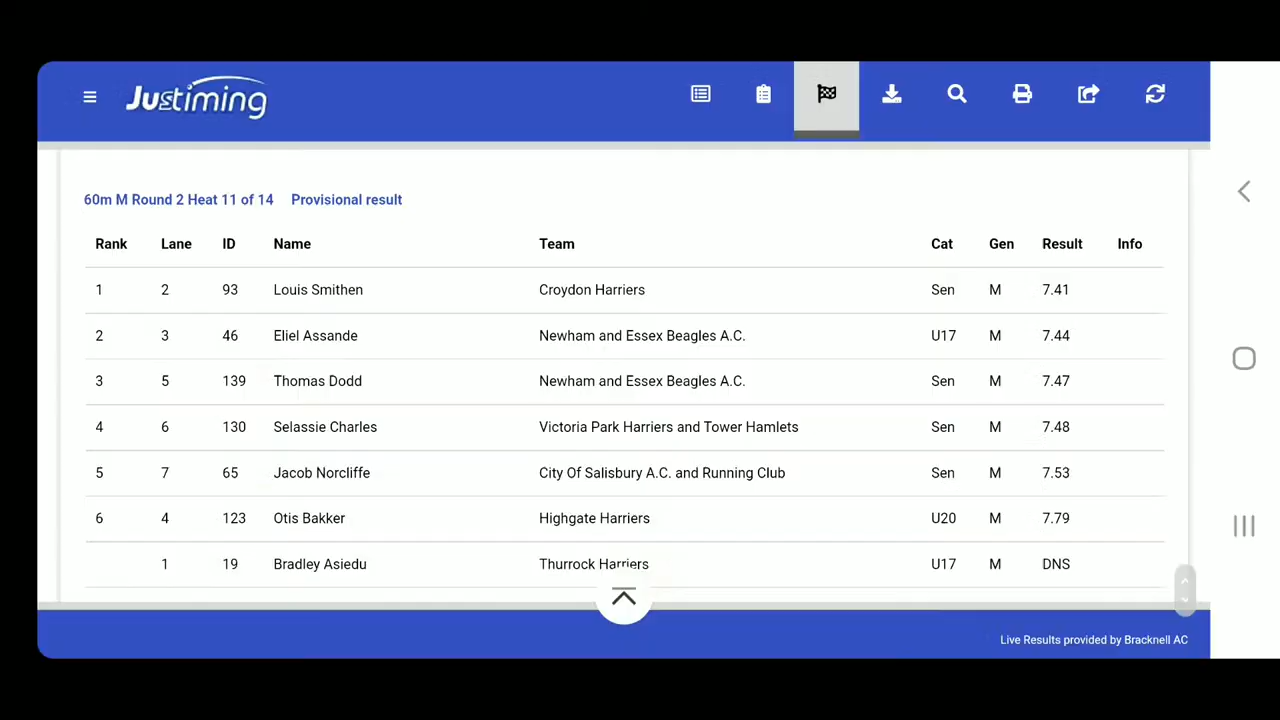 Justiming
60m M Round 2 Heat 11 of 14 Provisional result
Rank Lane ID Name Team Cat Gen Result Info
1 2 93 Louis Smithen Croydon Harriers Sen M 7.41
2 3 46 Eliel Assande Newham and Essex Beagles A.C. U17 M 7.44
3 5 139 Thomas Dodd Newham and Essex Beagles A.C. Sen M 7.47
4 6 130 Selassie Charles Victoria Park Harriers and Tower Hamlets Sen M 7.48
5 7 65 Jacob Norcliffe City Of Salisbury A.C. and Running Club Sen M 7.53
6 4 123 Otis Bakker Highgate Harriers U20 M 7.79
1 19 Bradley Asiedu Thurrock Harriers U17 M DNS
Live Results provided by Bracknell AC